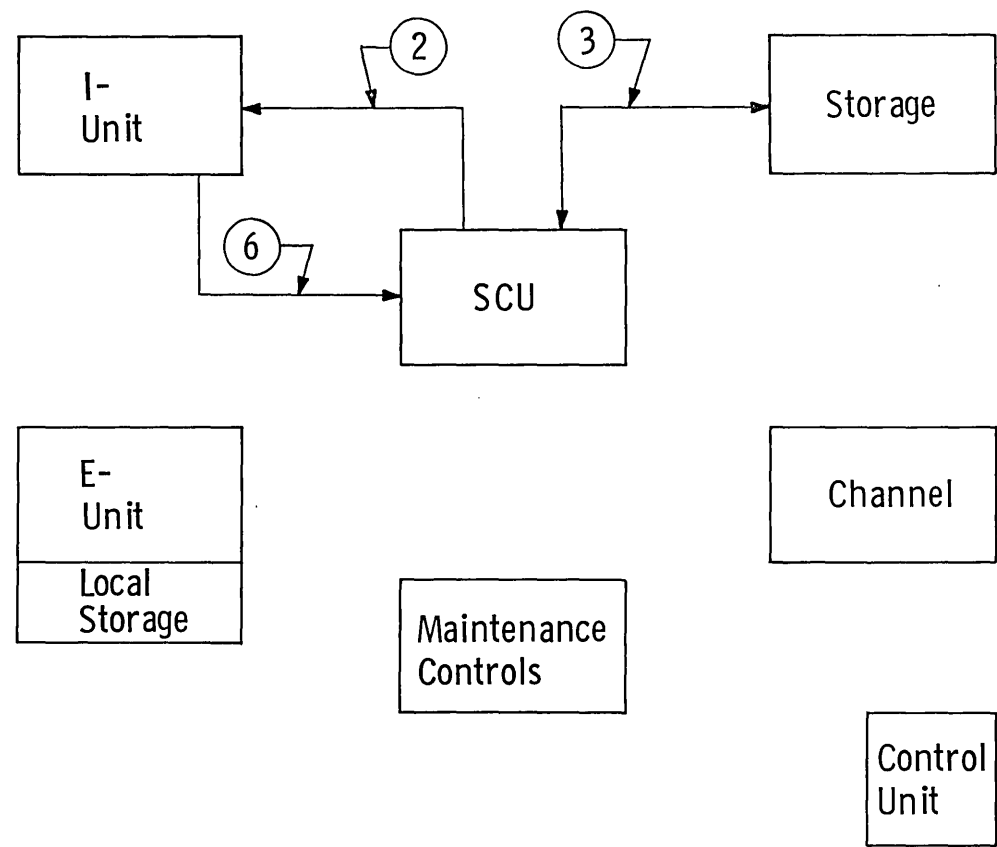 2
3
I-
Unit
Storage
6
SCU
E-
Unit
Local
Storage
Channel
Maintenance
Controls
Control
Unit